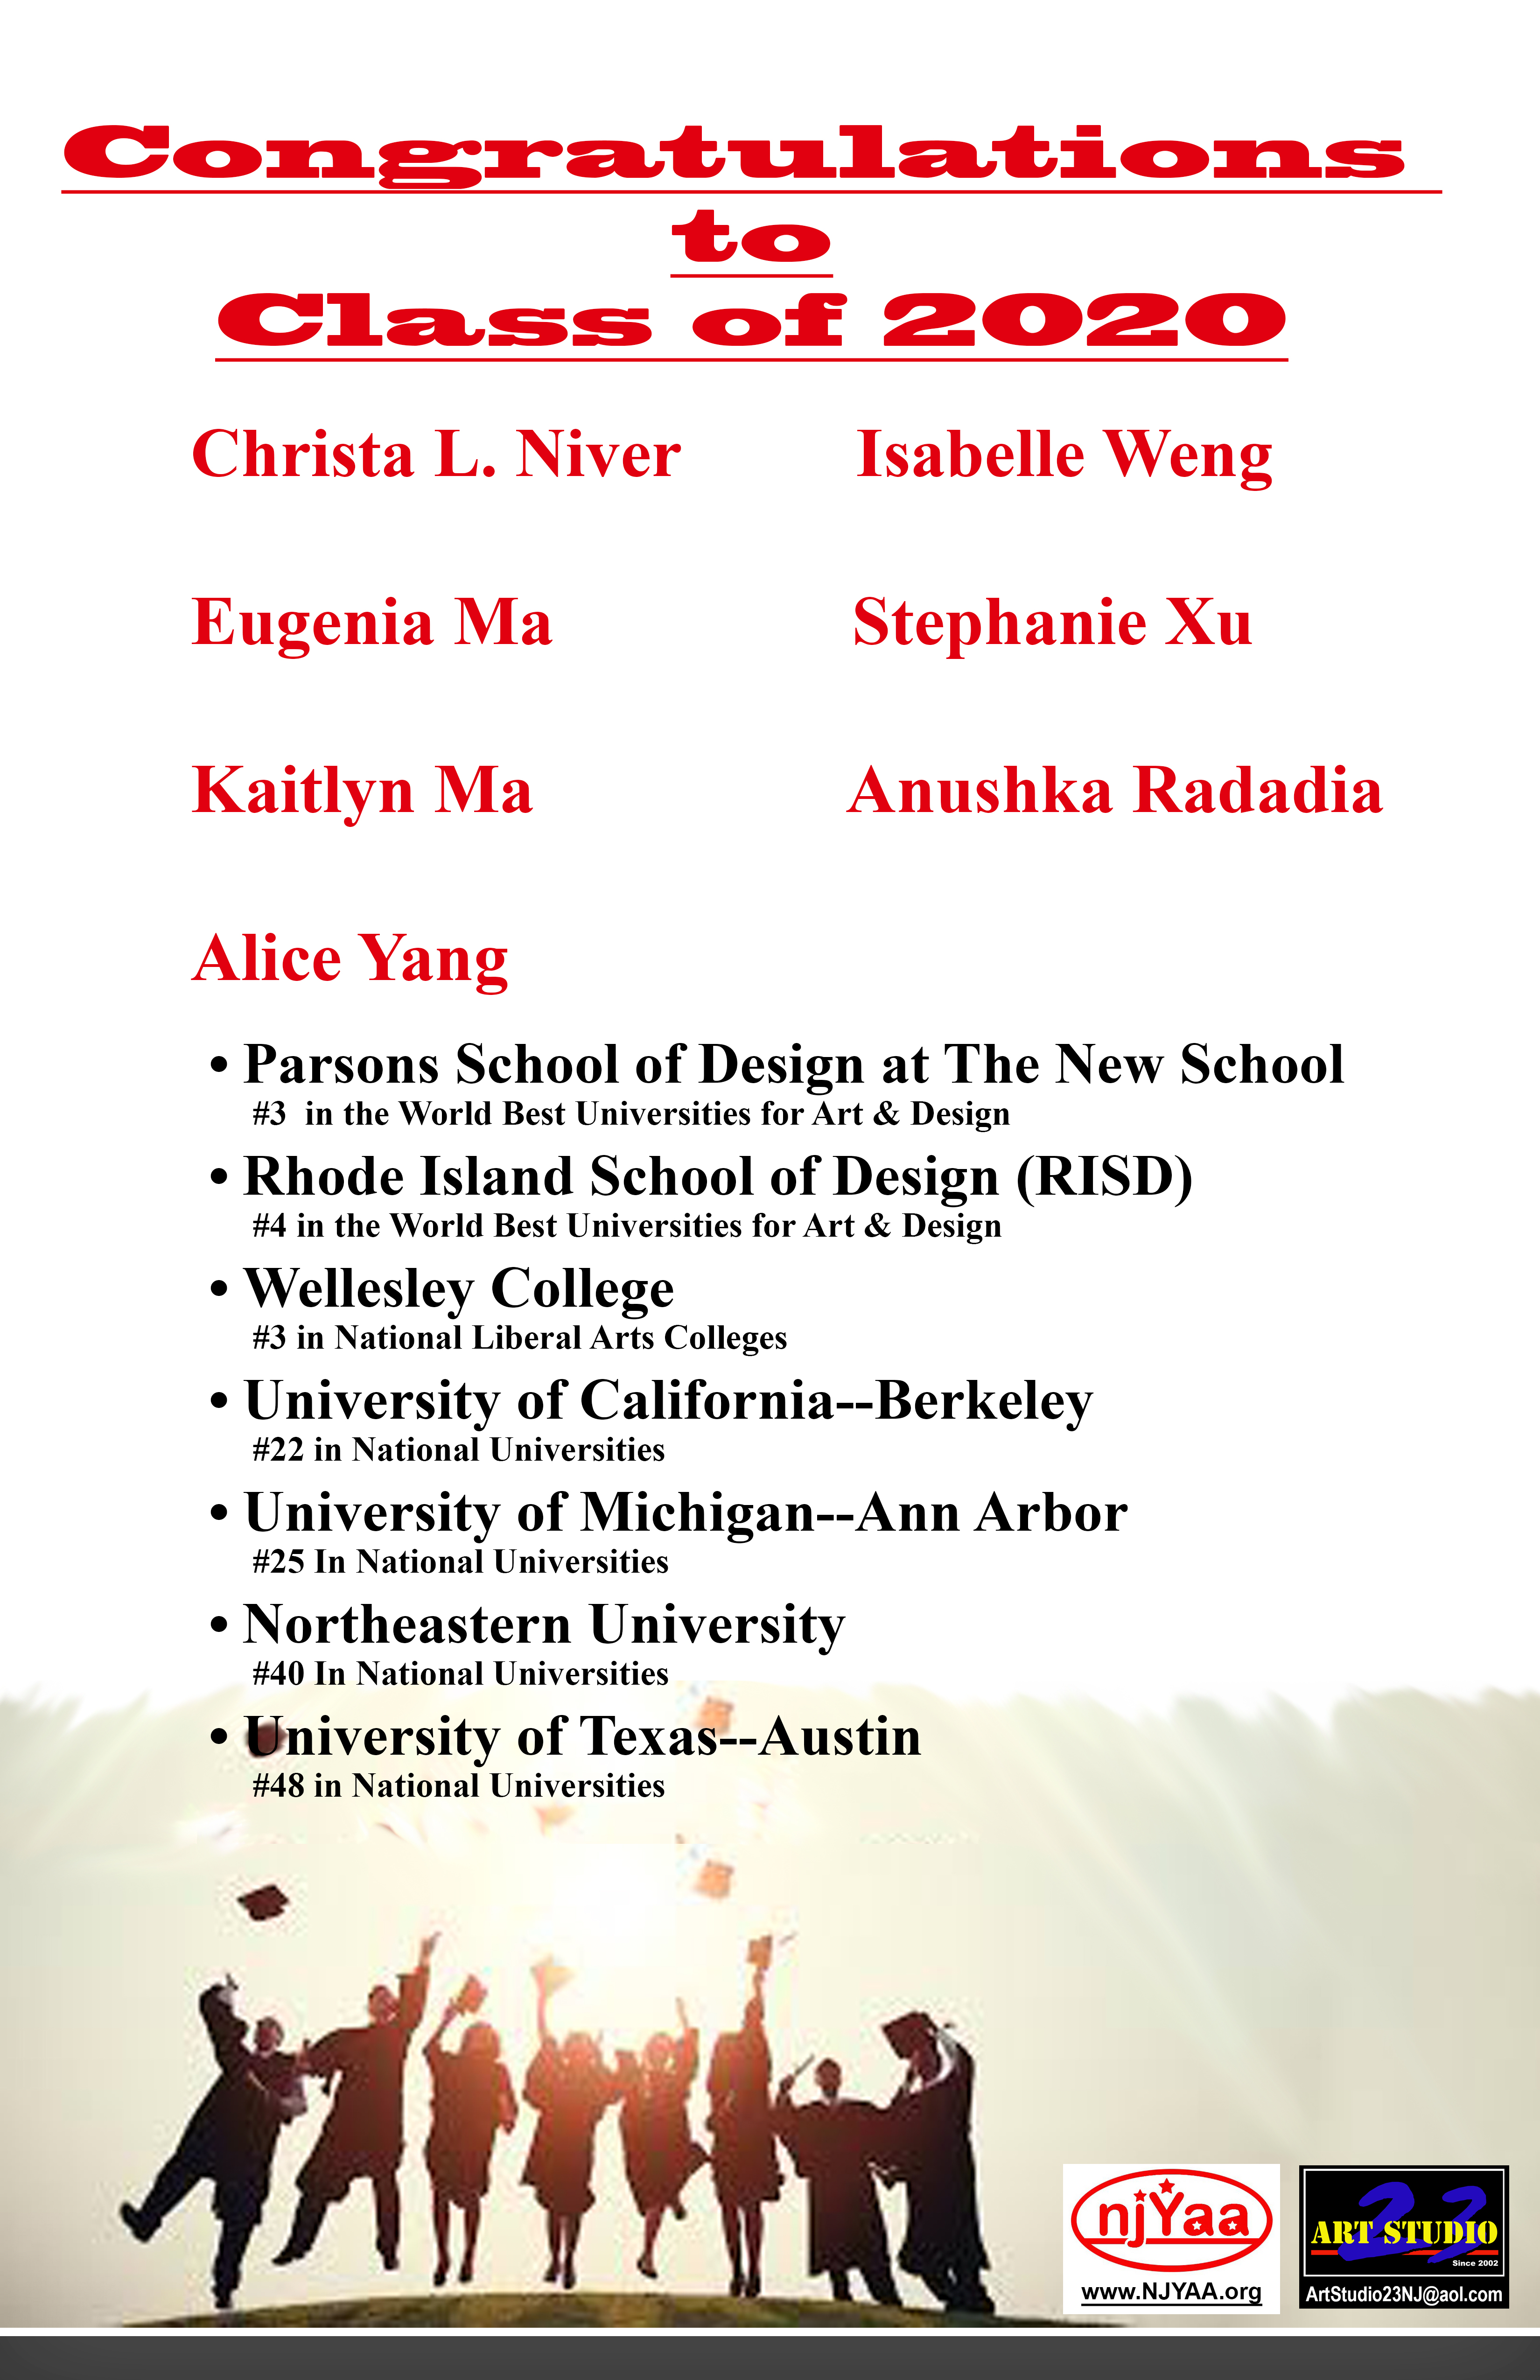 Congratulations
to
Class of 2020
Christa L. Niver Isabelle Weng
Eugenia Ma Stephanie Xu
Kaitlyn Ma Anushka Radadia
Alice Yang
• Parsons School of Design at The New School
#3 in the World Best Universities for Art & Design
• Rhode Island School of Design (RISD)
#4 in the World Best Universities for Art & Design
• Wellesley College
#3 in National Liberal Arts Colleges
• University of California--Berkeley
#22 in National Universities
• University of Michigan--Ann Arbor
#25 In National Universities
• Northeastern University
#40 In National Universities
• University of Texas--Austin
#48 in National Universities
njYaa
www.NJYAA.org
23
ART STUDIO
Since 2002
ArtStudio23NJ@aol.com